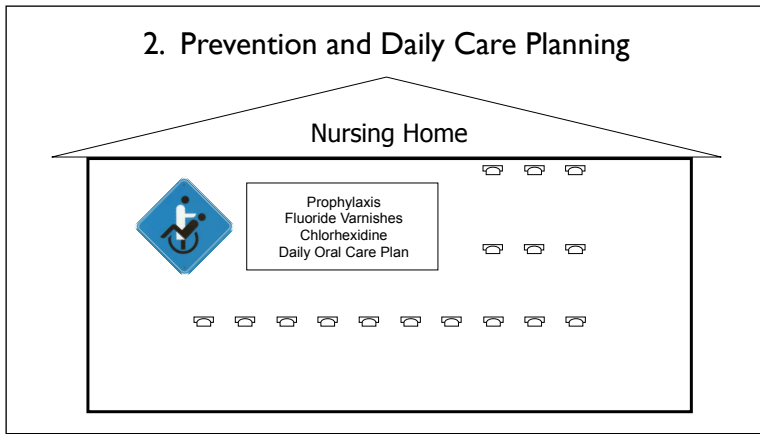 2. Prevention and Daily Care Planning
Nursing Home
Prophylaxis
Fluoride Varnishes
Chlorhexidine
Daily Oral Care Plan